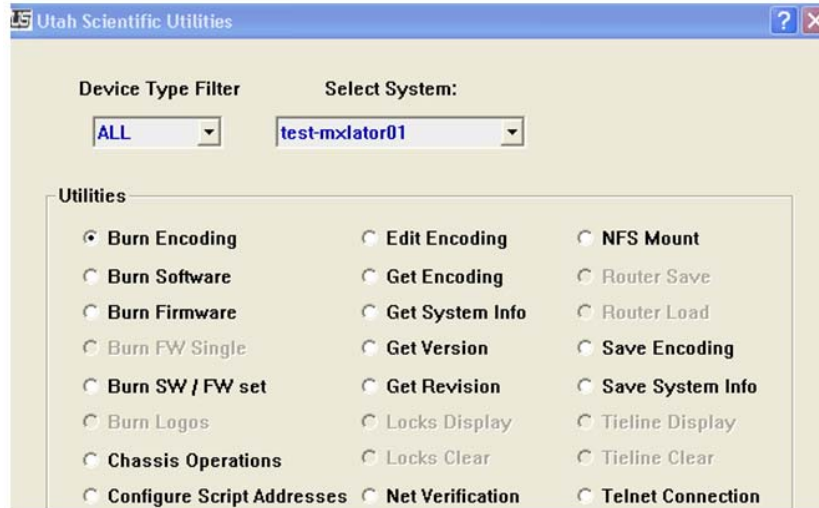 US Utah Scientific Utilities
Device Type Filter Select System:
ALL test-mxlator01
Utilities
Burn Encoding Edit Encoding NFS Mount
Burn Software Get Encoding Router Save
Burn Firmware Get System Info Router Load
Burn FW Single Get Version Save Encoding
Burn SW / FW set Get Revision Save System Info
Burn Logos Locks Display Tieline Display
Chassis Operations Locks Clear Tieline Clear
Configure Script Addresses Net Verification Telnet Connection